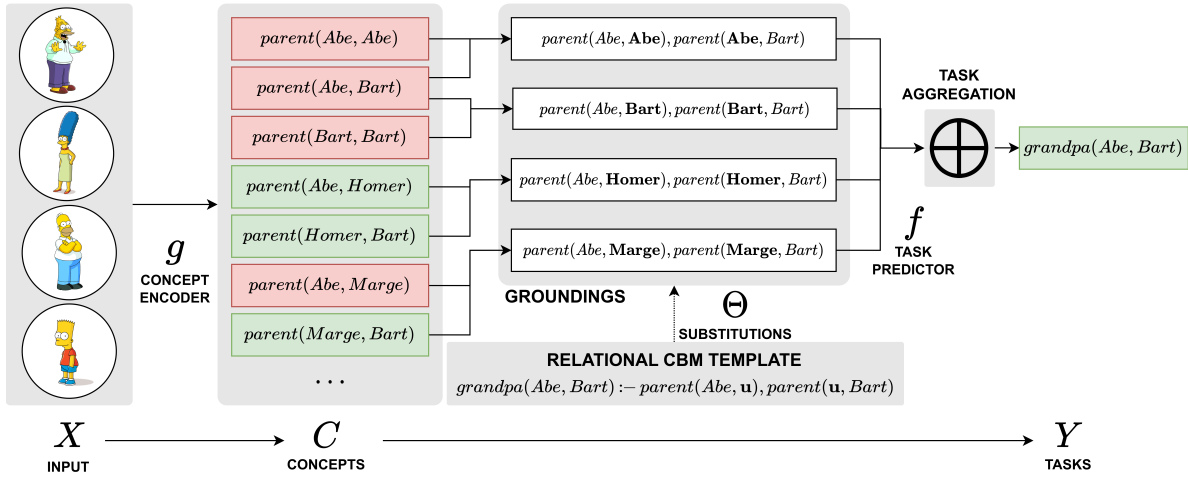 parent(Abe, Abe)
parent(Abe, Bart)
parent(Bart, Bart)
parent(Abe, Homer)
parent(Homer, Bart)
parent(Abe, Marge)
parent(Marge, Bart)
...
g
CONCEPT
ENCODER
parent(Abe, Abe), parent(Abe, Bart)
parent(Abe, Bart), parent(Bart, Bart)
parent(Abe, Homer), parent(Homer, Bart)
parent(Abe, Marge), parent(Marge, Bart)
GROUNDINGS
Θ
SUBSTITUTIONS
RELATIONAL CBM TEMPLATE
grandpa(Abe, Bart) :- parent(Abe, u), parent(u, Bart)
TASK
AGGREGATION
f
TASK
PREDICTOR
grandpa(Abe, Bart)
X
INPUT
C
CONCEPTS
Y
TASKS